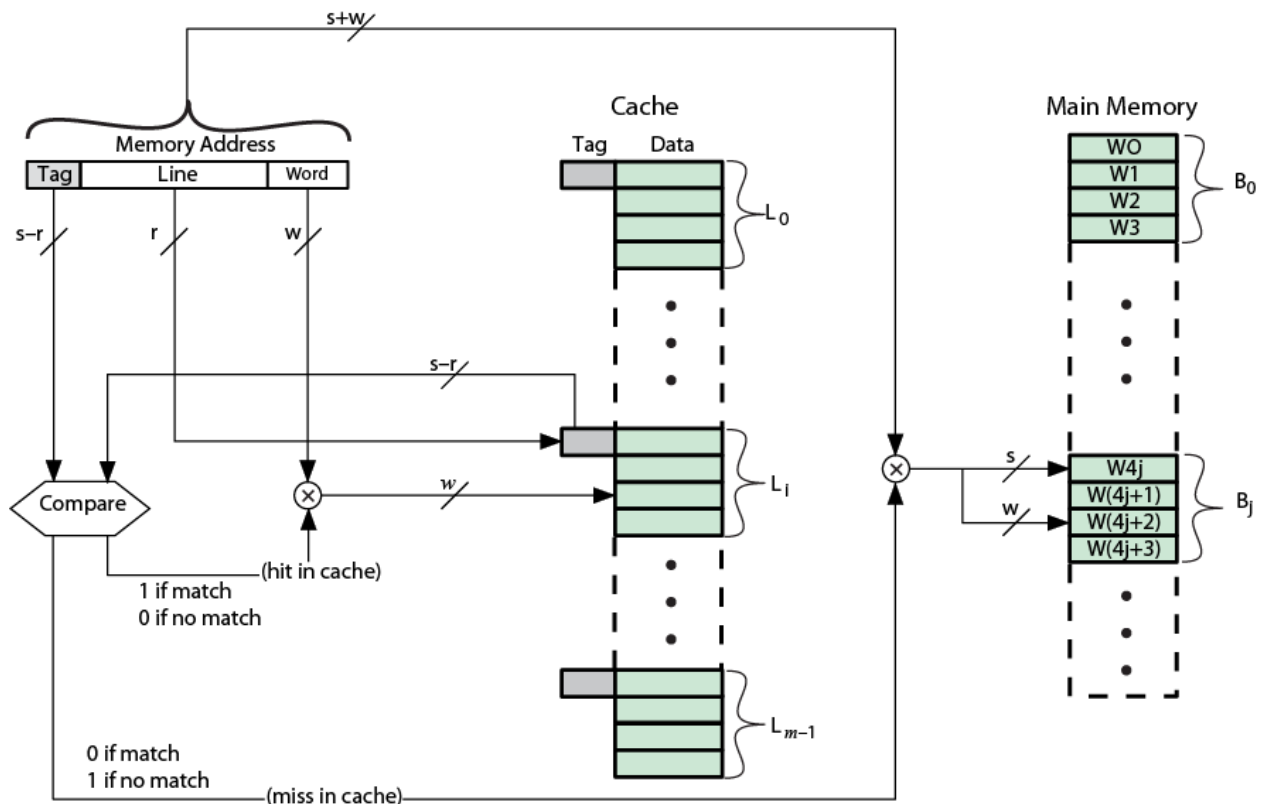 s+w
Cache
Main Memory
Memory Address
Tag Data
Tag Line Word
W0
W1
W2
W3
B0
L0
s−r
r
w
s−r
w
Li
Compare
(hit in cache)
1 if match
0 if no match
s
w
W4j
W(4j+1)
W(4j+2)
W(4j+3)
Bj
Lm−1
0 if match
1 if no match
(miss in cache)